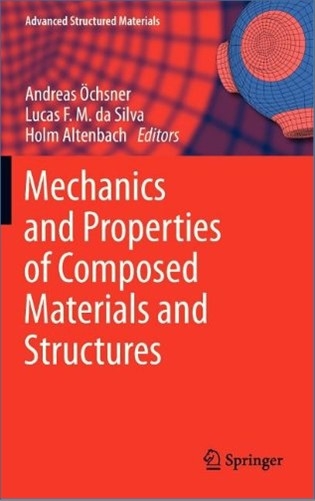 Advanced Structured Materials
Andreas Öchsner
Lucas F. M. da Silva
Holm Altenbach Editors
Mechanics
and Properties
of Composed
Materials and
Structures
Springer